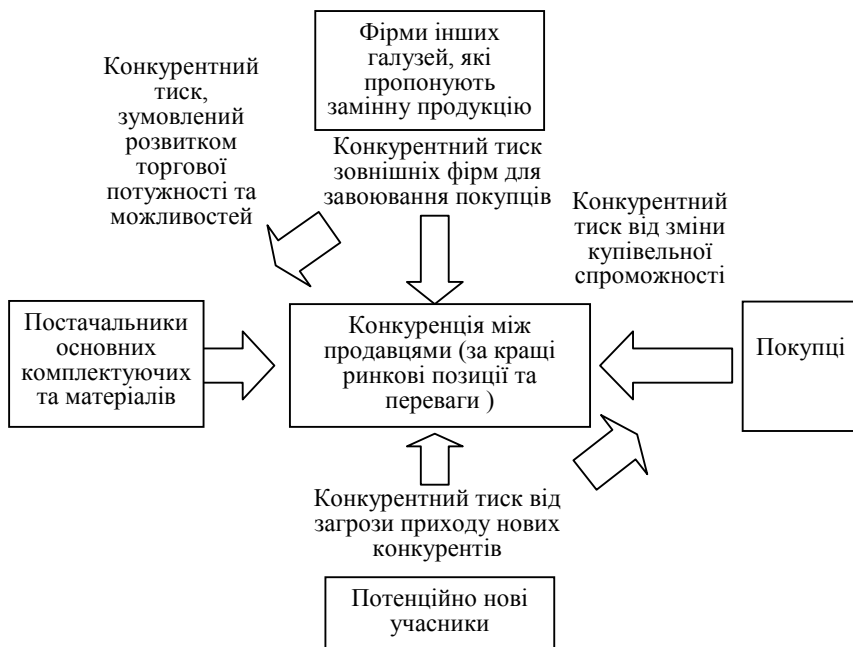 Фірми інших
галузей, які
пропонують
замінну продукцію
Конкурентний
тиск,
зумовлений
розвитком
торгової
потужності та
можливостей
Конкурентний тиск
зовнішніх фірм для
завоювання покупців
Конкурентний
тиск від зміни
купівельної
спроможності
Постачальники
основних
комплектуючих
та матеріалів
Конкуренція між
продавцями (за кращі
ринкові позиції та
переваги )
Покупці
Конкурентний тиск від
загрози приходу нових
конкурентів
Потенційно нові
учасники